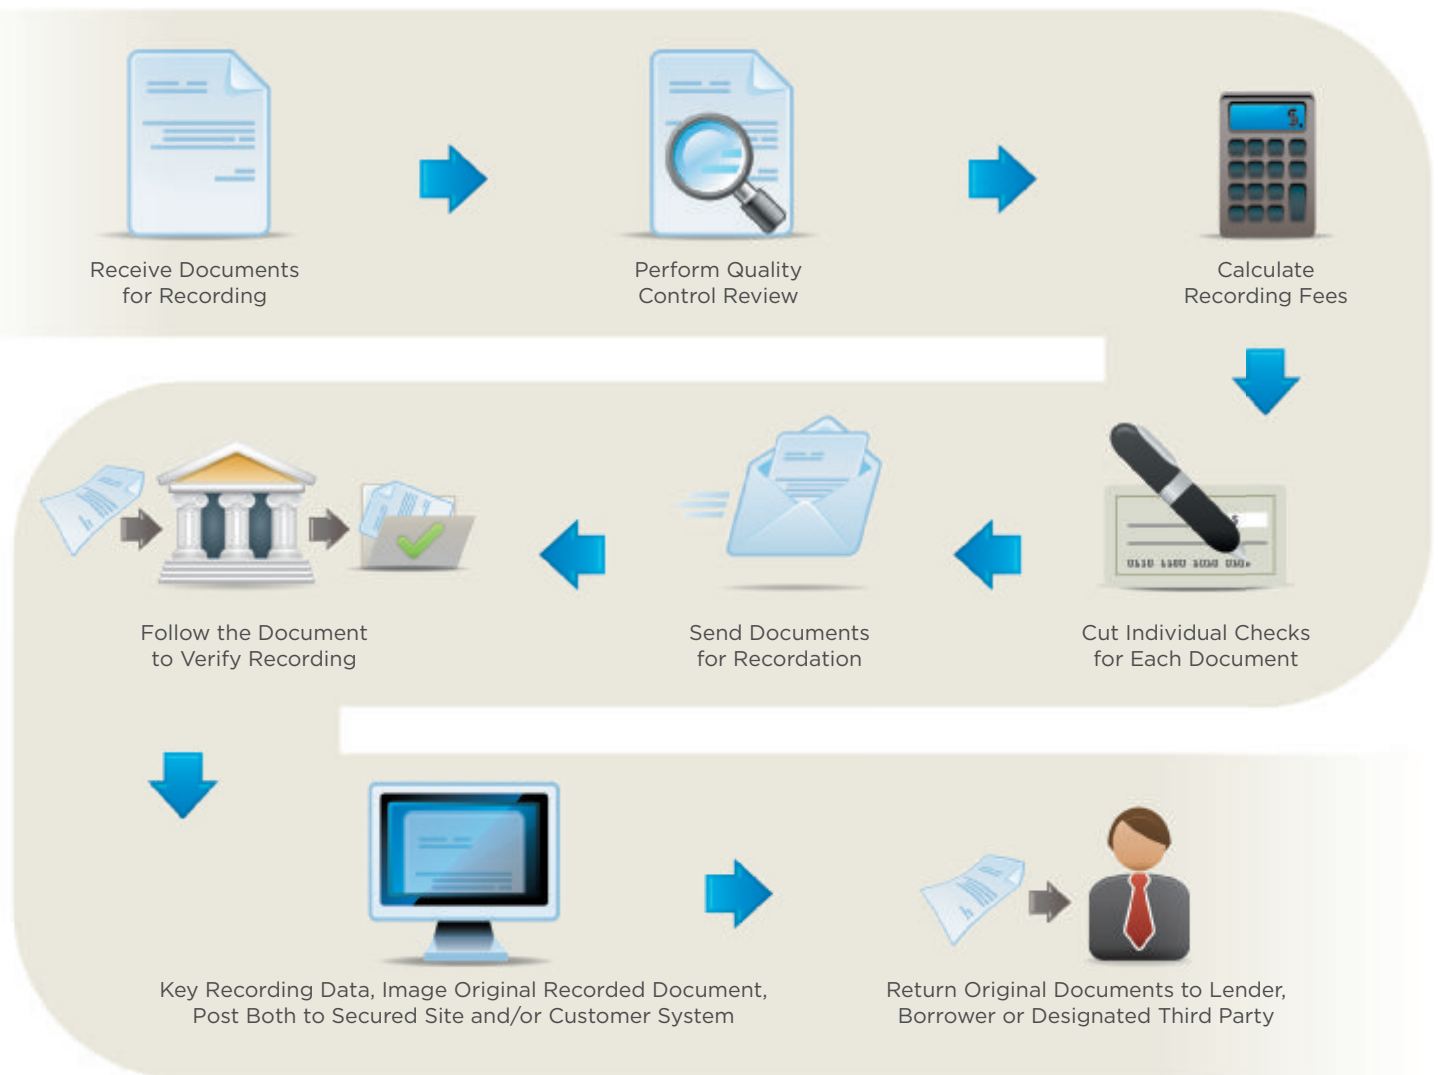 Receive Documents
for Recording
Perform Quality
Control Review
Calculate
Recording Fees
Follow the Document
to Verify Recording
Send Documents
for Recordation
Cut Individual Checks
for Each Document
Key Recording Data, Image Original Recorded Document,
Post Both to Secured Site and/or Customer System
Return Original Documents to Lender,
Borrower or Designated Third Party